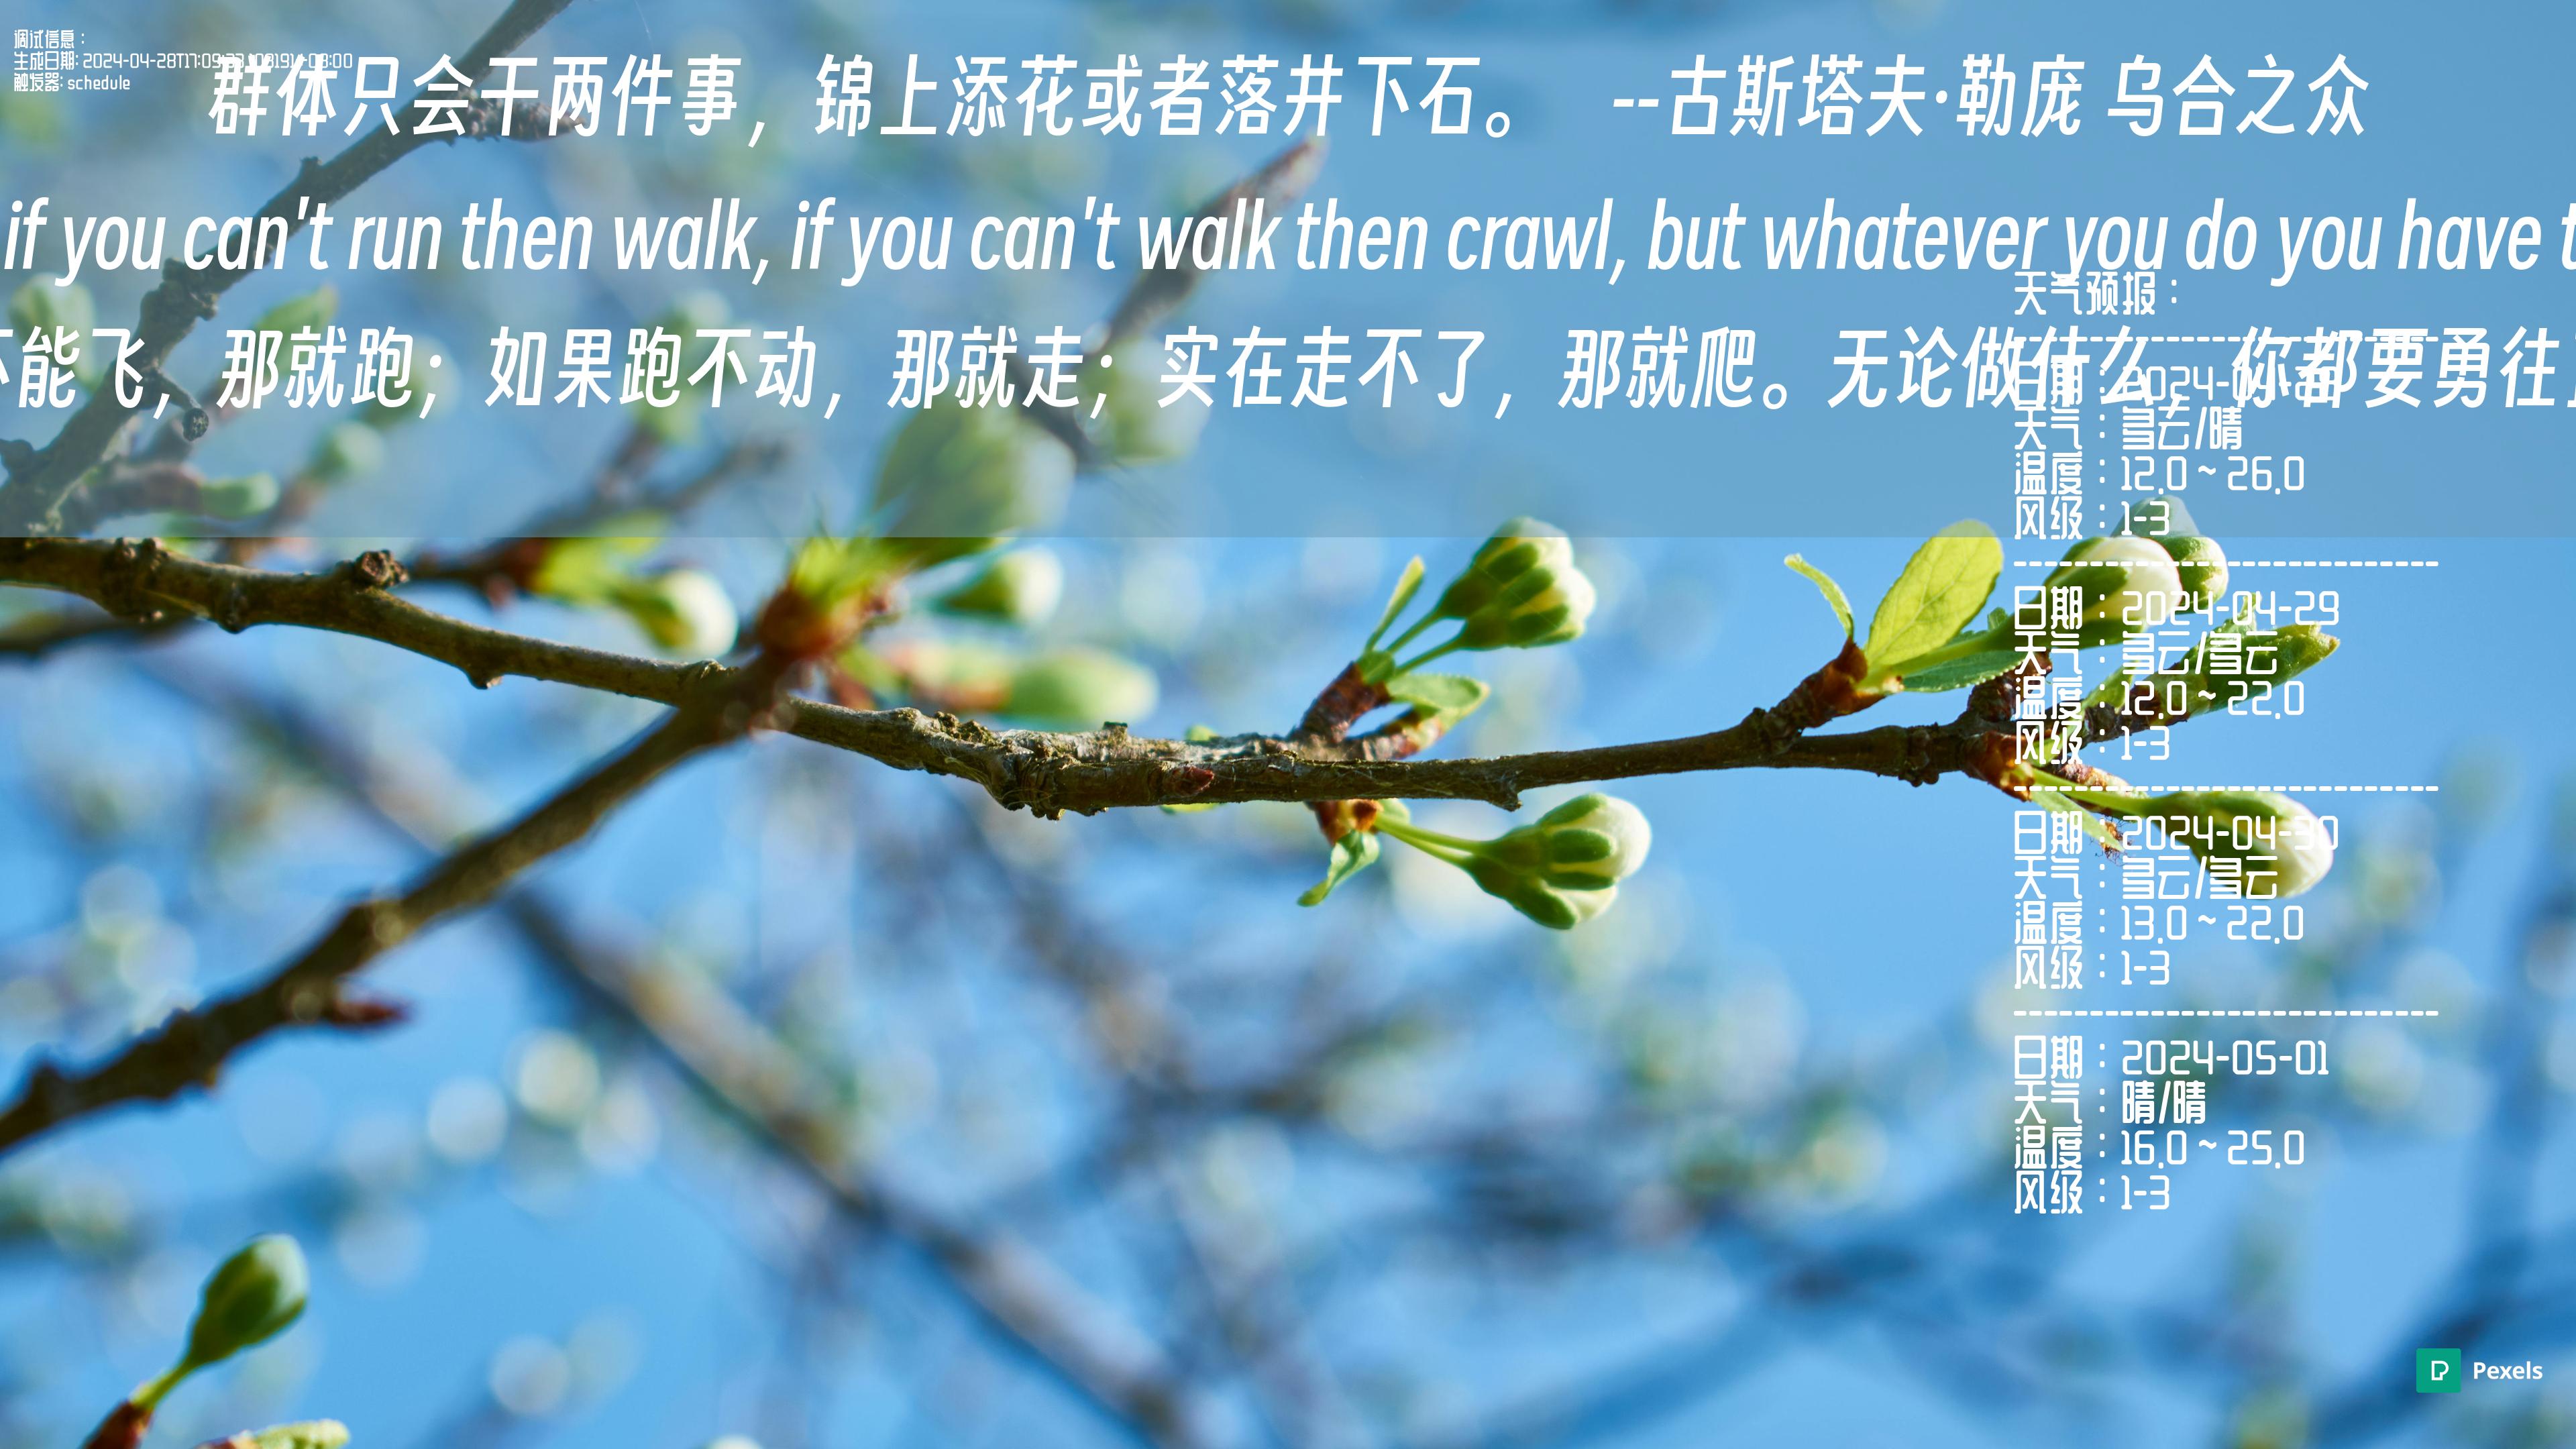 调试信息：
生成日期: 2024-04-28T17:09
触发器: schedule
群体只会干两件事，锦上添花或者落井下石。 --古斯塔夫·勒庞 乌合之众
if you can't run then walk, if you can't walk then crawl, but whatever you do you have
能飞，那就跑；如果跑不动，那就走；实在走不了，那就爬。无论做什么，你都要勇往
天气预报：
日期：2024-04-
天气：多云/晴
温度：12.0 ~ 26.0
风级：1-3
日期：2024-04-29
天气：多云/多云
温度：12.0 ~ 22.0
风级：1-3
日期：2024-04-30
天气：多云/多云
温度：13.0 ~ 22.0
风级：1-3
日期：2024-05-01
天气：晴/晴
温度：16.0 ~ 25.0
风级：1-3
Pexels